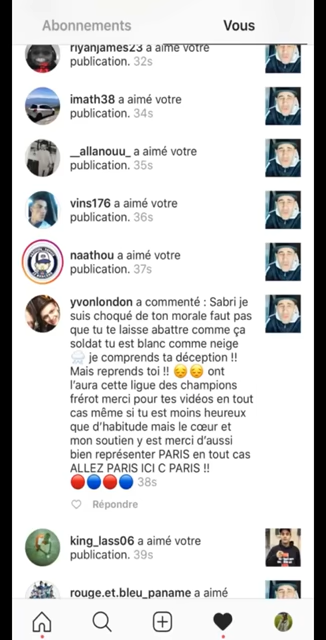 Abonnements Vous
riyanjames23 a aimé votre
publication. 32s
imath38 a aimé votre
publication. 34s
__allanouu_ a aimé votre
publication. 35s
vins176 a aimé votre
publication. 36s
naathou a aimé votre
publication. 37s
yvonlondon a commenté : Sabri je
suis choqué de ton morale faut pas
que tu te laisse abattre comme ça
soldat tu est blanc comme neige
🌨 je comprends ta déception !!
Mais reprends toi !! 😔😔 ont
l'aura cette ligue des champions
frérot merci pour tes vidéos en tout
cas même si tu est moins heureux
que d'habitude mais le cœur et
mon soutien y est merci d'aussi
bien représenter PARIS en tout cas
ALLEZ PARIS ICI C PARIS !!
🔴🔵🔴🔵 38s
Répondre
king_lass06 a aimé votre
publication. 39s
rouge.et.bleu_paname a aimé